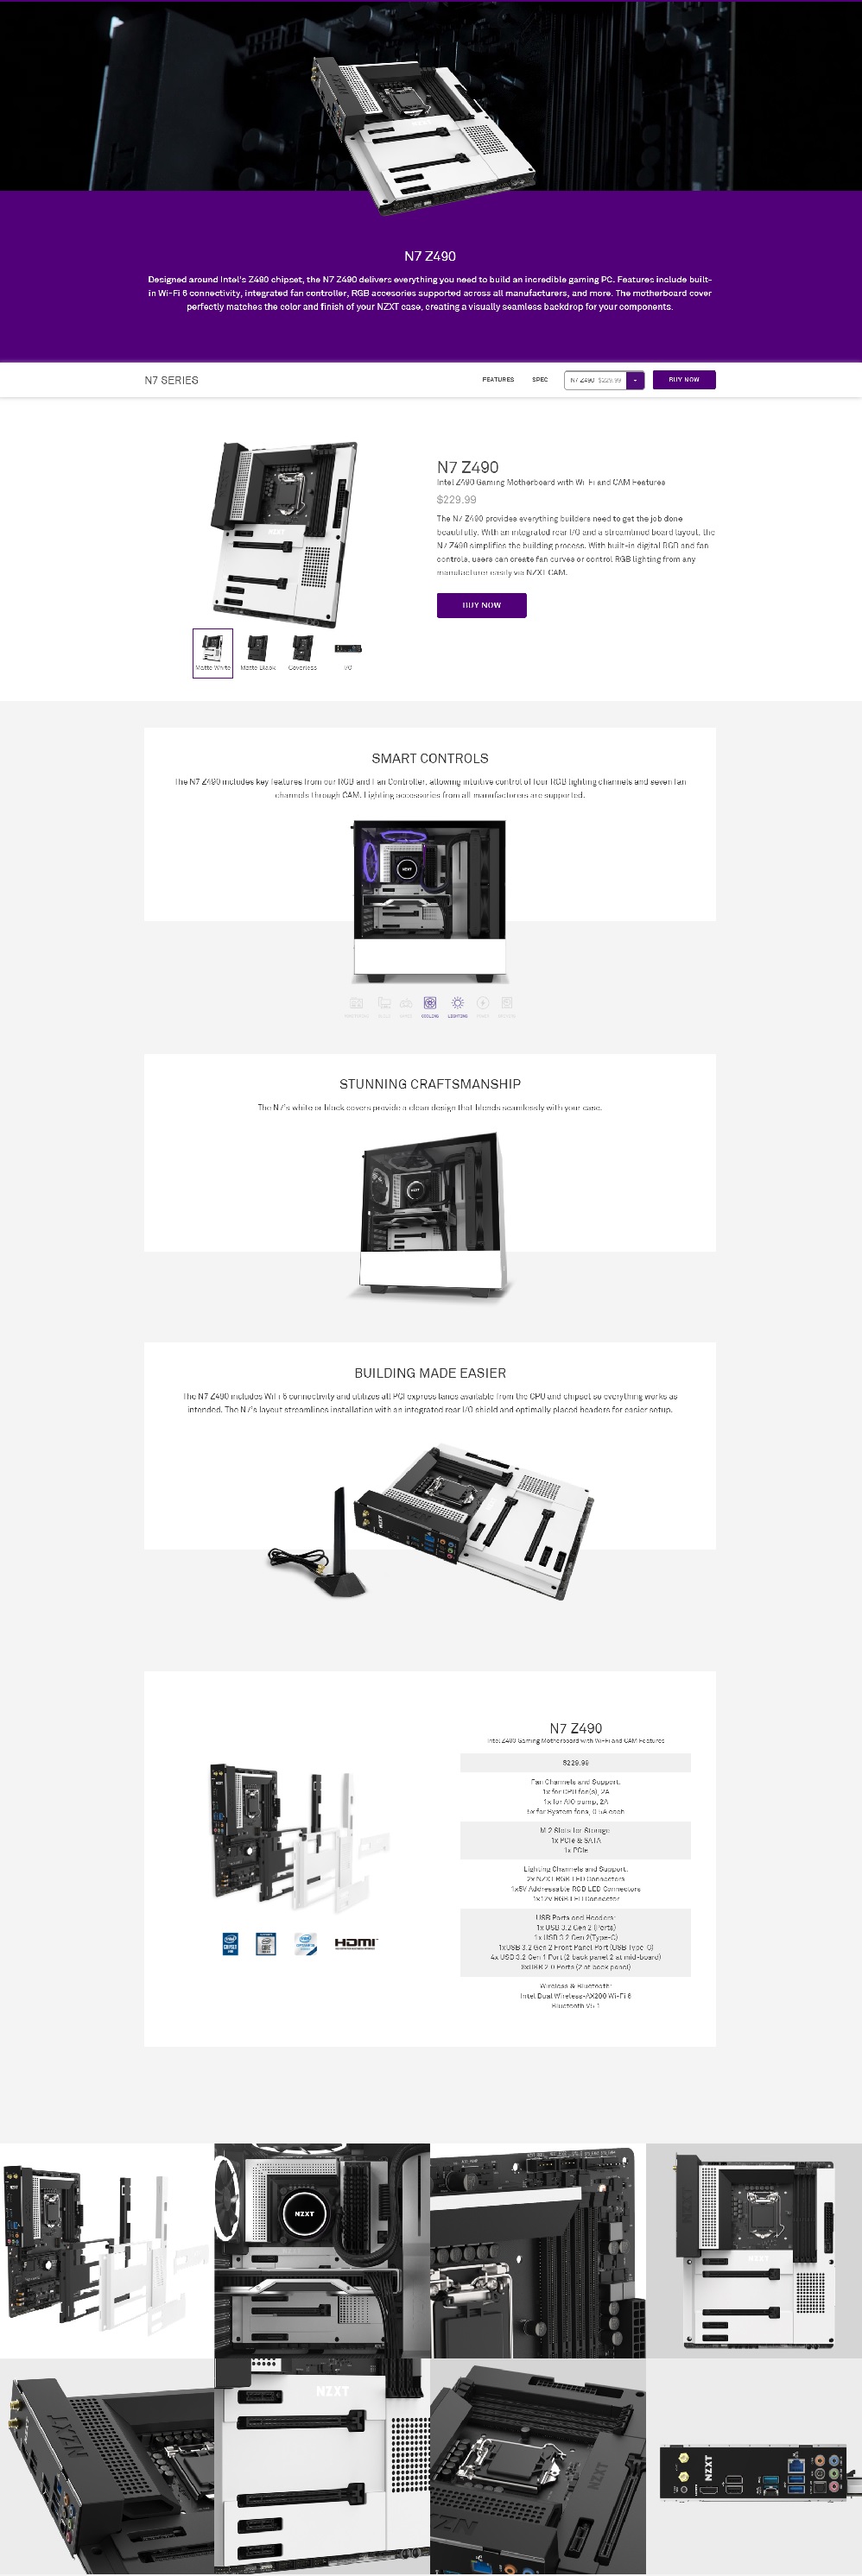 N7 Z490
Designed around Intel's Z490 chipset, the N7 Z490 delivers everything you need to build an incredible gaming PC. Features include built-
in Wi-Fi 6 connectivity, integrated fan controller, RGB accesories supported across all manufacturers, and more. The motherboard cover
perfectly matches the color and finish of your NZXT case, creating a visually seamless backdrop for your components.
N7 SERIES
FEATURES
SPEC
N7 Z490 $229.99
BUY NOW
N7 Z490
Intel Z490 Gaming Motherboard with Wi-Fi and CAM Features
$229.99
The N7 Z490 provides everything builders need to get the job done
beautifully. With an integrated rear I/O and a streamlined board layout, the
N7 Z490 simplifies the building process. With built-in digital RGB and fan
controls, users can create fan curves or control RGB lighting from any
manufacturer easily via NZXT CAM.
BUY NOW
Matte White
Matte Black
Coverless
I/O
SMART CONTROLS
The N7 Z490 includes key features from our RGB and Fan Controller, allowing intuitive control of four RGB lighting channels and seven fan
channels through CAM. Lighting accessories from all manufacturers are supported.
NZXT
COOLING
LIGHTING
STUNNING CRAFTSMANSHIP
The N7's white or black covers provide a clean design that blends seamlessly with your case.
NZXT
BUILDING MADE EASIER
The N7 Z490 includes WiFi 6 connectivity and utilizes all PCI express lanes available from the CPU and chipset so everything works as
intended. The N7's layout streamlines installation with an integrated rear I/O shield and optimally placed headers for easier setup.
NZXT
N7 Z490
Intel Z490 Gaming Motherboard with Wi-Fi and CAM Features
$229.99
Fan Channels and Support:
1x for CPU fan(s), 2A
1x for AIO pump, 2A
5x for System fans, 0.5A each
M.2 Slots for Storage
1x PCIe & SATA
1x PCIe
Lighting Channels and Support:
2x NZXT RGB LED Connectors
1x5V Addressable RGB LED Connectors
1x12V RGB LED Connector
USB Ports and Headers:
1x USB 3.2 Gen 2 (Ports)
1x USB 3.2 Gen 2(Type-C)
1x USB 3.2 Gen 2 Front Panel Port (USB Type-C)
4x USB 3.2 Gen 1 Port (2 back panel 2 at mid-board)
USB 2.0 Ports (2 at back panel)
Wireless & Bluetooth:
Intel Dual Wireless-AX200 Wi-Fi 6
Bluetooth V5.1
HDMI
NZXT
NZXT
NZXT
NZXT
NZXT
NZXT